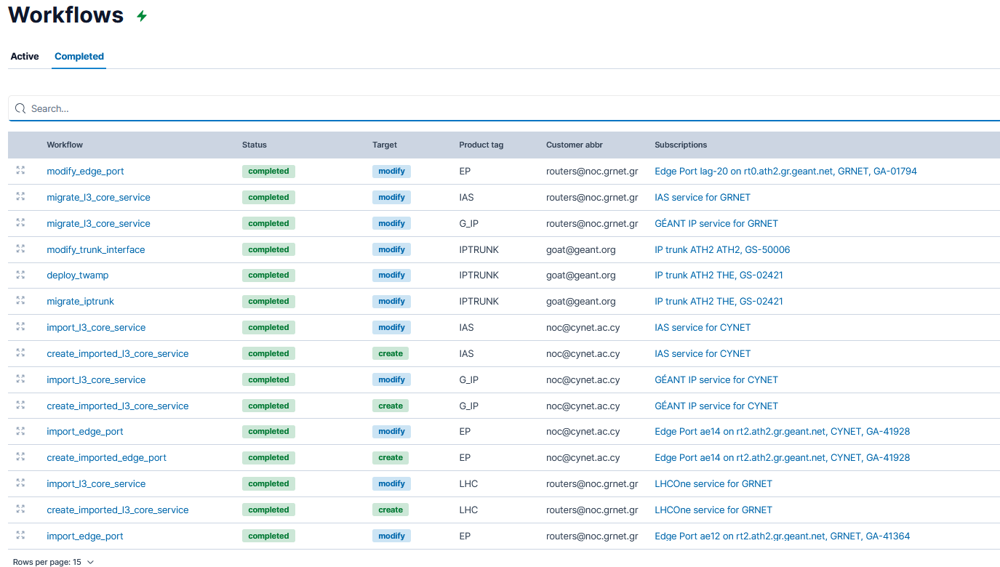 Workflows
Active Completed
Search...
Workflow Status Target Product tag Customer abbr Subscriptions
modify_edge_port completed modify EP routers@noc.grnet.gr Edge Port lag-20 on rt0.ath2.gr.geant.net, GRNET, GA-01794
migrate_l3_core_service completed modify IAS routers@noc.grnet.gr IAS service for GRNET
migrate_l3_core_service completed modify G_IP routers@noc.grnet.gr GÉANT IP service for GRNET
modify_trunk_interface completed modify IPTRUNK goat@geant.org IP trunk ATH2 ATH2, GS-50006
deploy_twamp completed modify IPTRUNK goat@geant.org IP trunk ATH2 THE, GS-02421
migrate_iptrunk completed modify IPTRUNK goat@geant.org IP trunk ATH2 THE, GS-02421
import_l3_core_service completed modify IAS noc@cynet.ac.cy IAS service for CYNET
create_imported_l3_core_service completed create IAS noc@cynet.ac.cy IAS service for CYNET
import_l3_core_service completed modify G_IP noc@cynet.ac.cy GÉANT IP service for CYNET
create_imported_l3_core_service completed create G_IP noc@cynet.ac.cy GÉANT IP service for CYNET
import_edge_port completed modify EP noc@cynet.ac.cy Edge Port ae14 on rt2.ath2.gr.geant.net, CYNET, GA-41928
create_imported_edge_port completed create EP noc@cynet.ac.cy Edge Port ae14 on rt2.ath2.gr.geant.net, CYNET, GA-41928
import_l3_core_service completed modify LHC routers@noc.grnet.gr LHCOne service for GRNET
create_imported_l3_core_service completed create LHC routers@noc.grnet.gr LHCOne service for GRNET
import_edge_port completed modify EP routers@noc.grnet.gr Edge Port ae12 on rt2.ath2.gr.geant.net, GRNET, GA-41364
Rows per page: 15